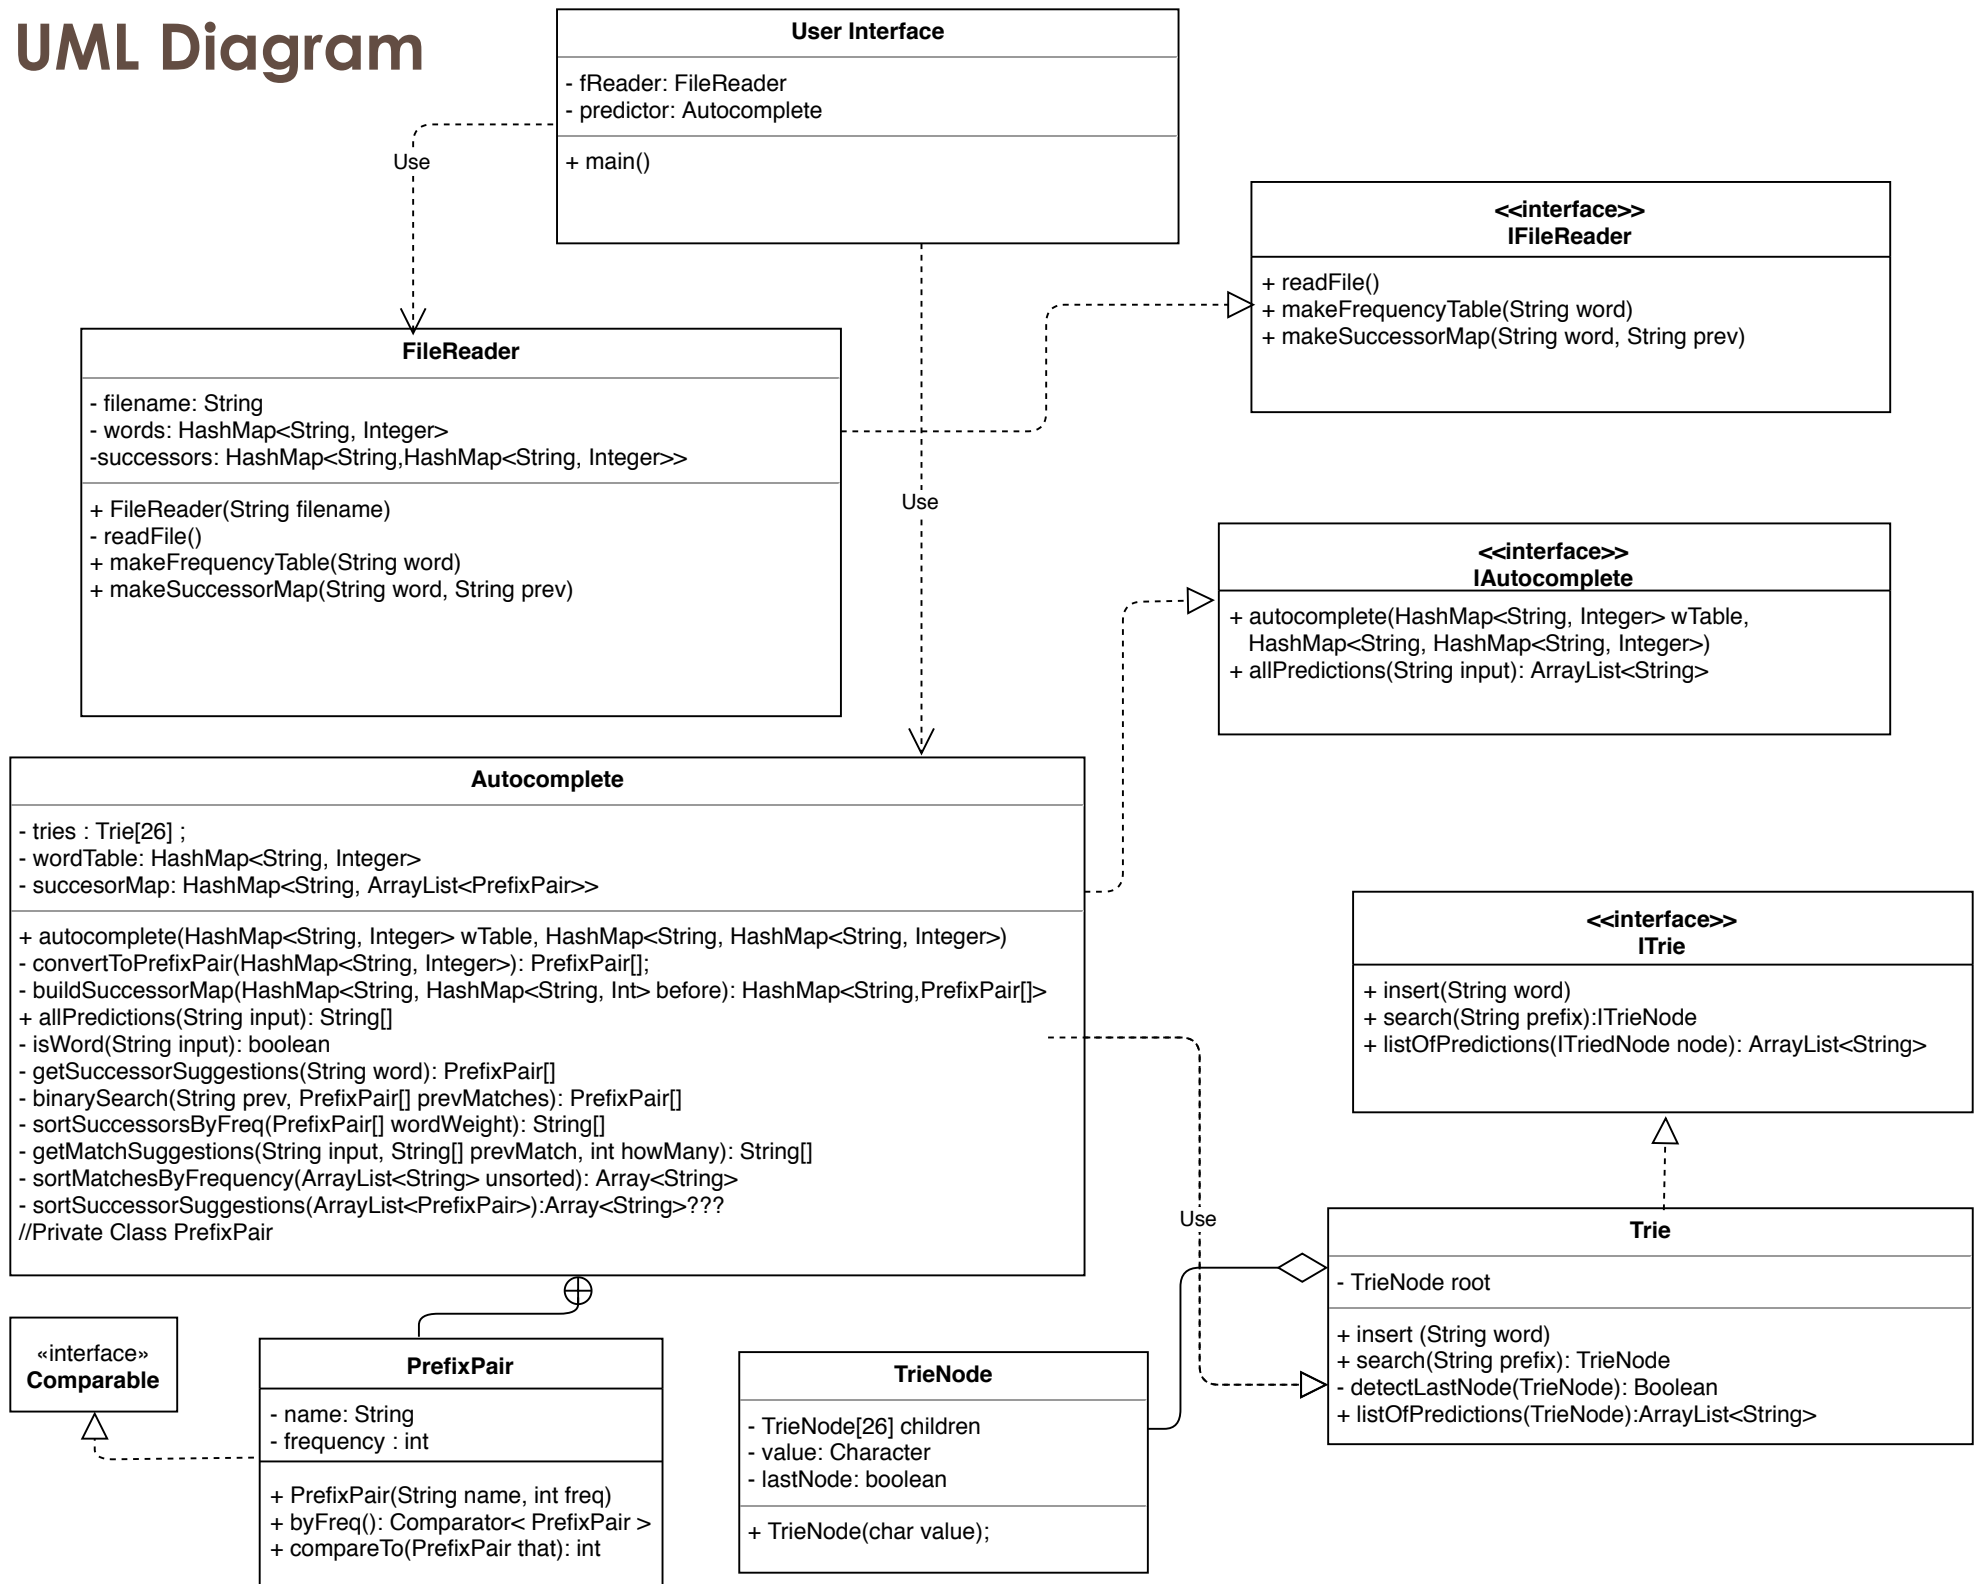 UML Diagram
User Interface
- fReader: FileReader
- predictor: Autocomplete
+ main()
Use
<<interface>>
IFileReader
+ readFile()
+ makeFrequencyTable(String word)
+ makeSuccessorMap(String word, String prev)
FileReader
- filename: String
- words: HashMap<String, Integer>
-successors: HashMap<String,HashMap<String, Integer>>
+ FileReader(String filename)
- readFile()
+ makeFrequencyTable(String word)
+ makeSuccessorMap(String word, String prev)
Use
<<interface>>
IAutocomplete
+ autocomplete(HashMap<String, Integer> wTable,
HashMap<String, HashMap<String, Integer>)
+ allPredictions(String input): ArrayList<String>
Autocomplete
- tries : Trie[26] ;
- wordTable: HashMap<String, Integer>
- succesorMap: HashMap<String, ArrayList<PrefixPair>>
+ autocomplete(HashMap<String, Integer> wTable, HashMap<String, HashMap<String, Integer>)
- convertToPrefixPair(HashMap<String, Integer>): PrefixPair[];
- buildSuccessorMap(HashMap<String, HashMap<String, Int> before): HashMap<String,PrefixPair[]>
+ allPredictions(String input): String[]
- isWord(String input): boolean
- getSuccessorSuggestions(String word): PrefixPair[]
- binarySearch(String prev, PrefixPair[] prevMatches): PrefixPair[]
- sortSuccessorsByFreq(PrefixPair[] wordWeight): String[]
- getMatchSuggestions(String input, String[] prevMatch, int howMany): String[]
- sortMatchesByFrequency(ArrayList<String> unsorted): Array<String>
- sortSuccessorSuggestions(ArrayList<PrefixPair>):Array<String>???
//Private Class PrefixPair
<<interface>>
ITrie
+ insert(String word)
+ search(String prefix):ITrieNode
+ listOfPredictions(ITriedNode node): ArrayList<String>
Use
Trie
- TrieNode root
+ insert (String word)
+ search(String prefix): TrieNode
- detectLastNode(TrieNode): Boolean
+ listOfPredictions(TrieNode):ArrayList<String>
«interface»
Comparable
PrefixPair
- name: String
- frequency : int
+ PrefixPair(String name, int freq)
+ byFreq(): Comparator< PrefixPair >
+ compareTo(PrefixPair that): int
TrieNode
- TrieNode[26] children
- value: Character
- lastNode: boolean
+ TrieNode(char value);